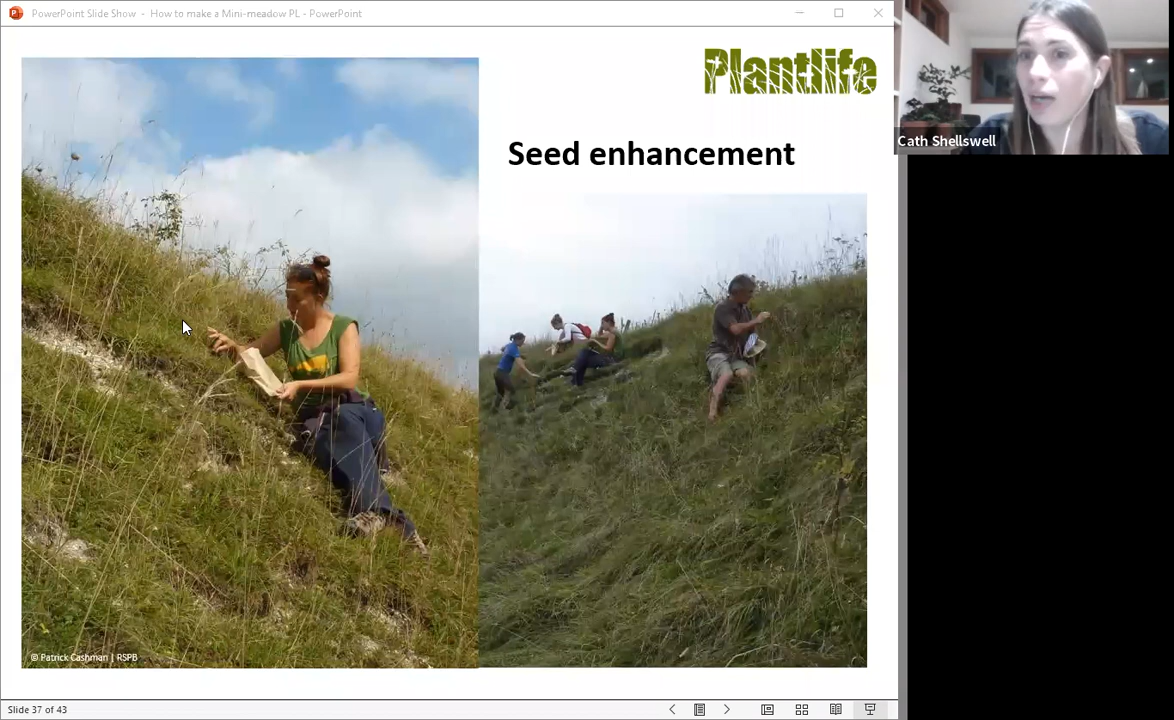 PowerPoint Slide Show - How to make a Mini-meadow PL - PowerPoint
Plantlife
Cath Shellswell
Seed enhancement
© Patrick Cashman | RSPB
Slide 37 of 43